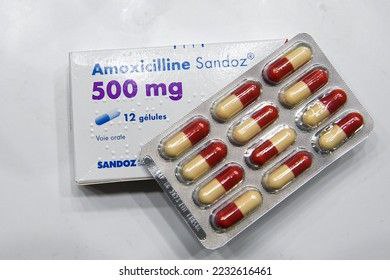 Amoxicilline Sandoz®
500 mg
12 gélules
Voie orale
SANDOZ
shutterstock.com · 2232616461